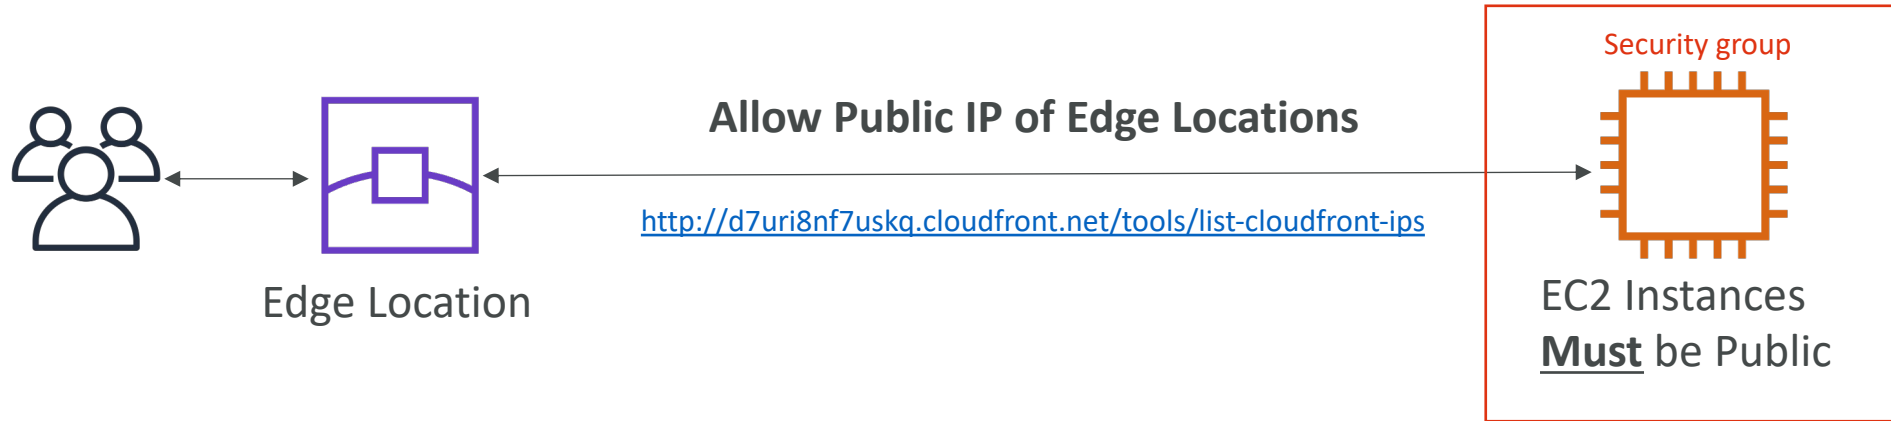 Security group
Allow Public IP of Edge Locations
http://d7uri8nf7uskq.cloudfront.net/tools/list-cloudfront-ips
Edge Location
EC2 Instances
Must be Public